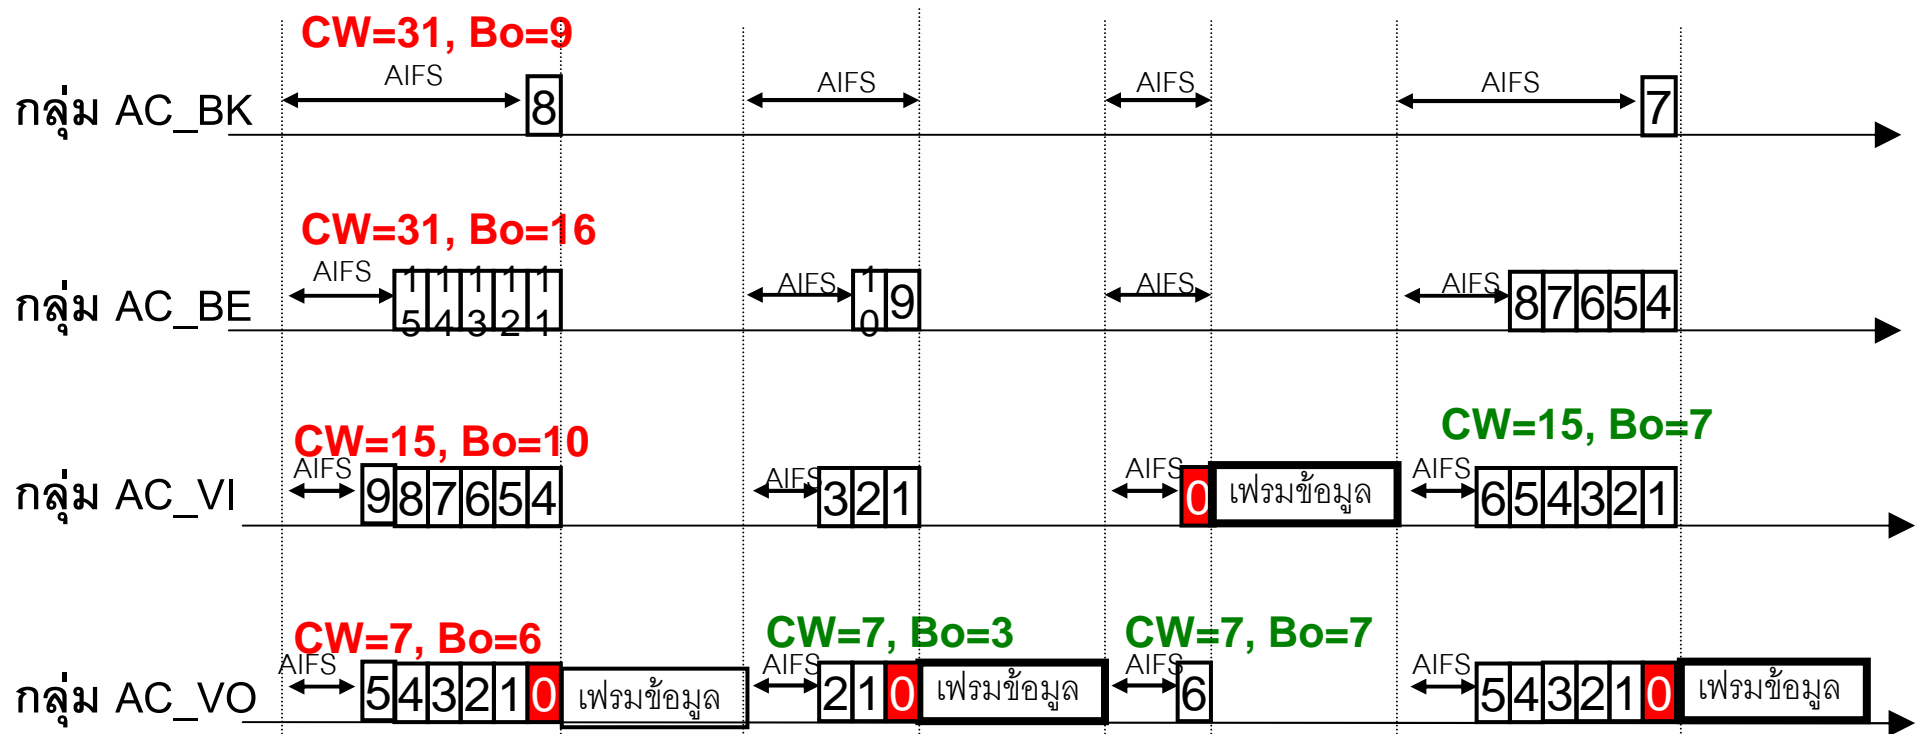 CW=31, Bo=9
AIFS AIFS AIFS AIFS
กลุ่ม AC_BK 8 7
CW=31, Bo=16
AIFS AIFS AIFS AIFS
กลุ่ม AC_BE 15 14 13 12 11 10 9 8 7 6 5 4
CW=15, Bo=10 CW=15, Bo=7
AIFS AIFS AIFS AIFS
กลุ่ม AC_VI 9 8 7 6 5 4 3 2 1 0 เฟรมข้อมูล 6 5 4 3 2 1
CW=7, Bo=6 CW=7, Bo=3 CW=7, Bo=7
AIFS AIFS AIFS AIFS
กลุ่ม AC_VO 5 4 3 2 1 0 เฟรมข้อมูล 2 1 0 เฟรมข้อมูล 6 5 4 3 2 1 0 เฟรมข้อมูล